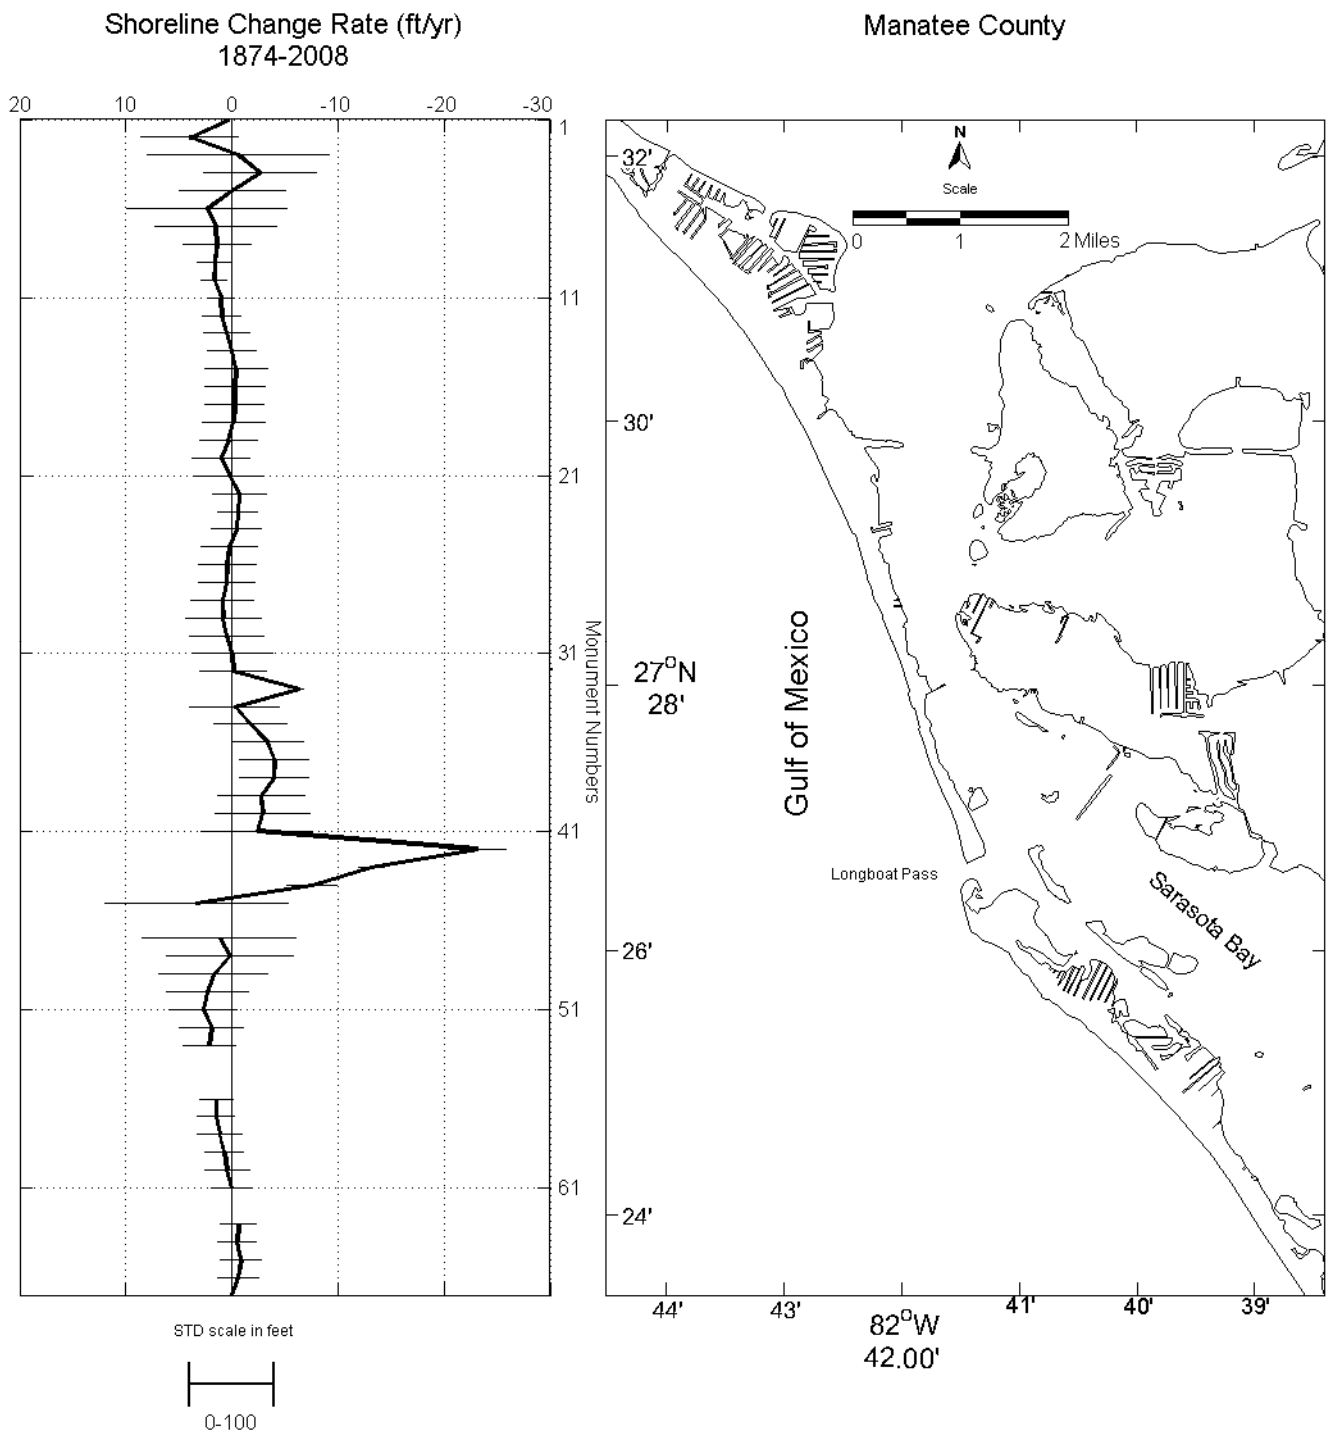 Shoreline Change Rate (ft/yr)
1874-2008
20 10 0 -10 -20 -30
1
11
21
31
41
51
61
Monument Numbers
STD scale in feet
0-100
Manatee County
N
Scale
0 1 2 Miles
32'
30'
27°N
28'
26'
24'
Gulf of Mexico
Longboat Pass
Sarasota Bay
44' 43' 41' 40' 39'
82°W
42.00'